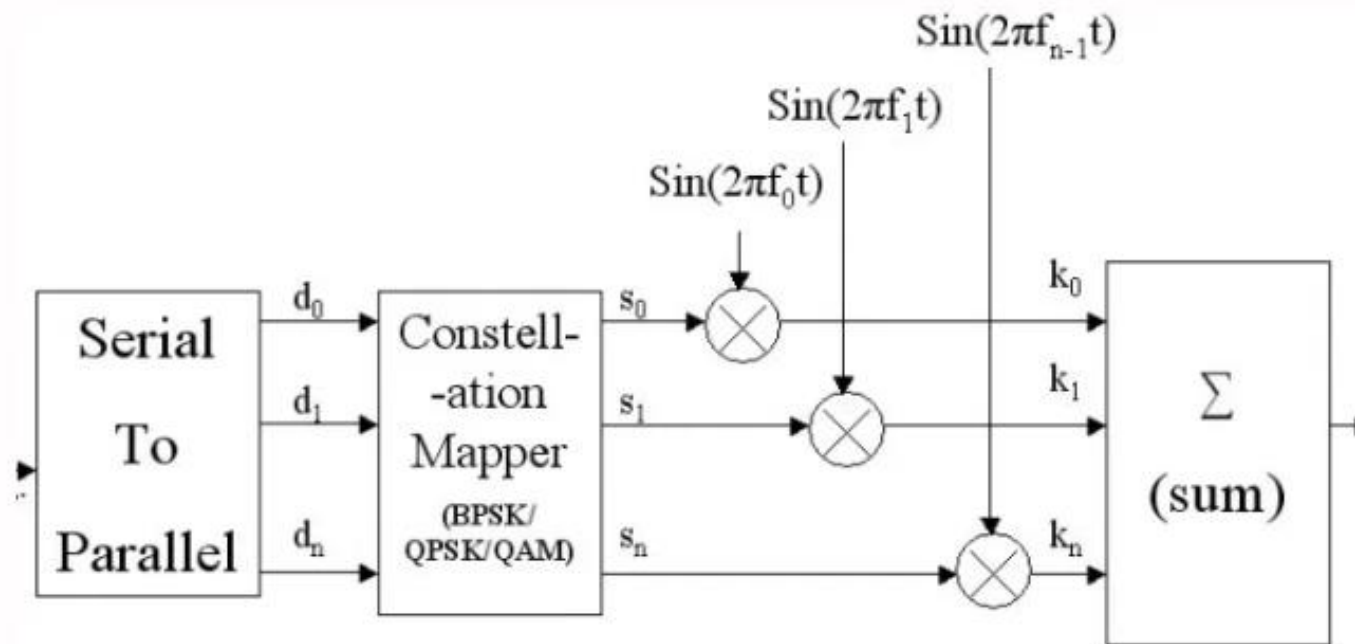 Sin(2πfₙ₋₁t)
Sin(2πf₁t)
Sin(2πf₀t)
Serial
To
Parallel
d₀
d₁
dₙ
Constell-
-ation
Mapper
(BPSK/
QPSK/QAM)
s₀
s₁
sₙ
k₀
k₁
kₙ
Σ
(sum)